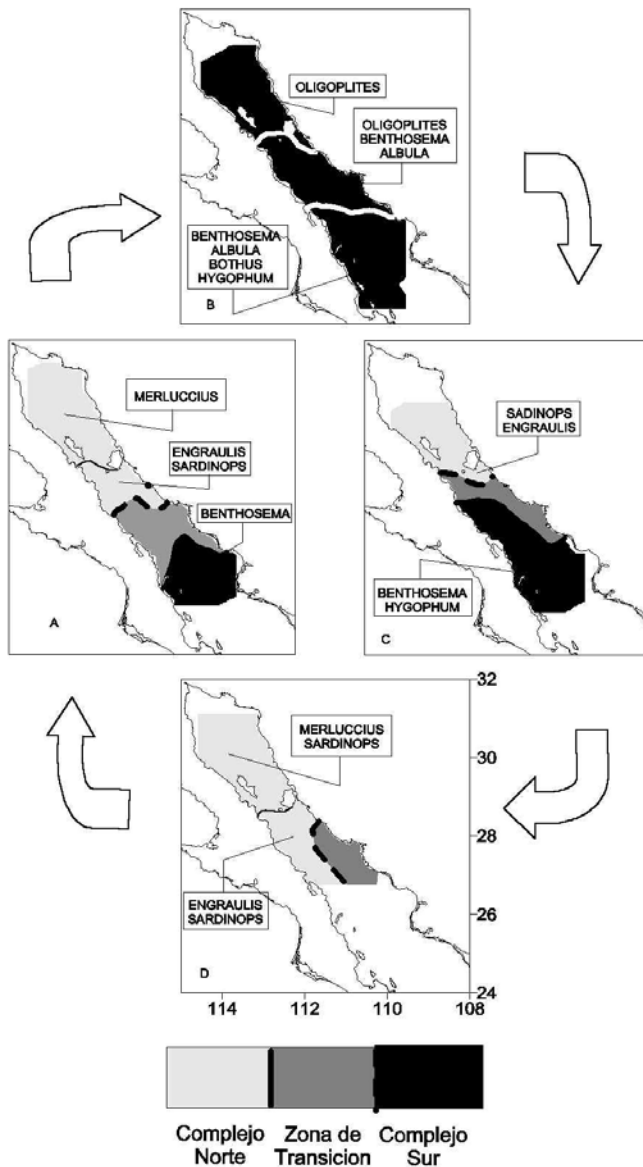 OLIGOPLITES
OLIGOPLITES
BENTHOSEMA
ALBULA
BENTHOSEMA
ALBULA
BOTHUS
HYGOPHUM
B
MERLUCCIUS
ENGRAULIS
SARDINOPS
BENTHOSEMA
A
SADINOPS
ENGRAULIS
BENTHOSEMA
HYGOPHUM
C
MERLUCCIUS
SARDINOPS
ENGRAULIS
SARDINOPS
D
32
30
28
26
24
114 112 110 108
Complejo Norte
Zona de Transicion
Complejo Sur